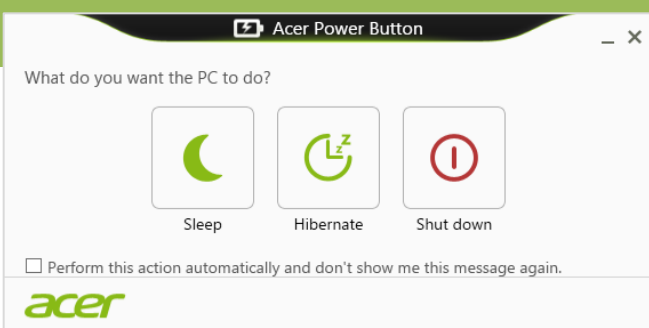 Acer Power Button
What do you want the PC to do?
Sleep Hibernate Shut down
Perform this action automatically and don't show me this message again.
acer